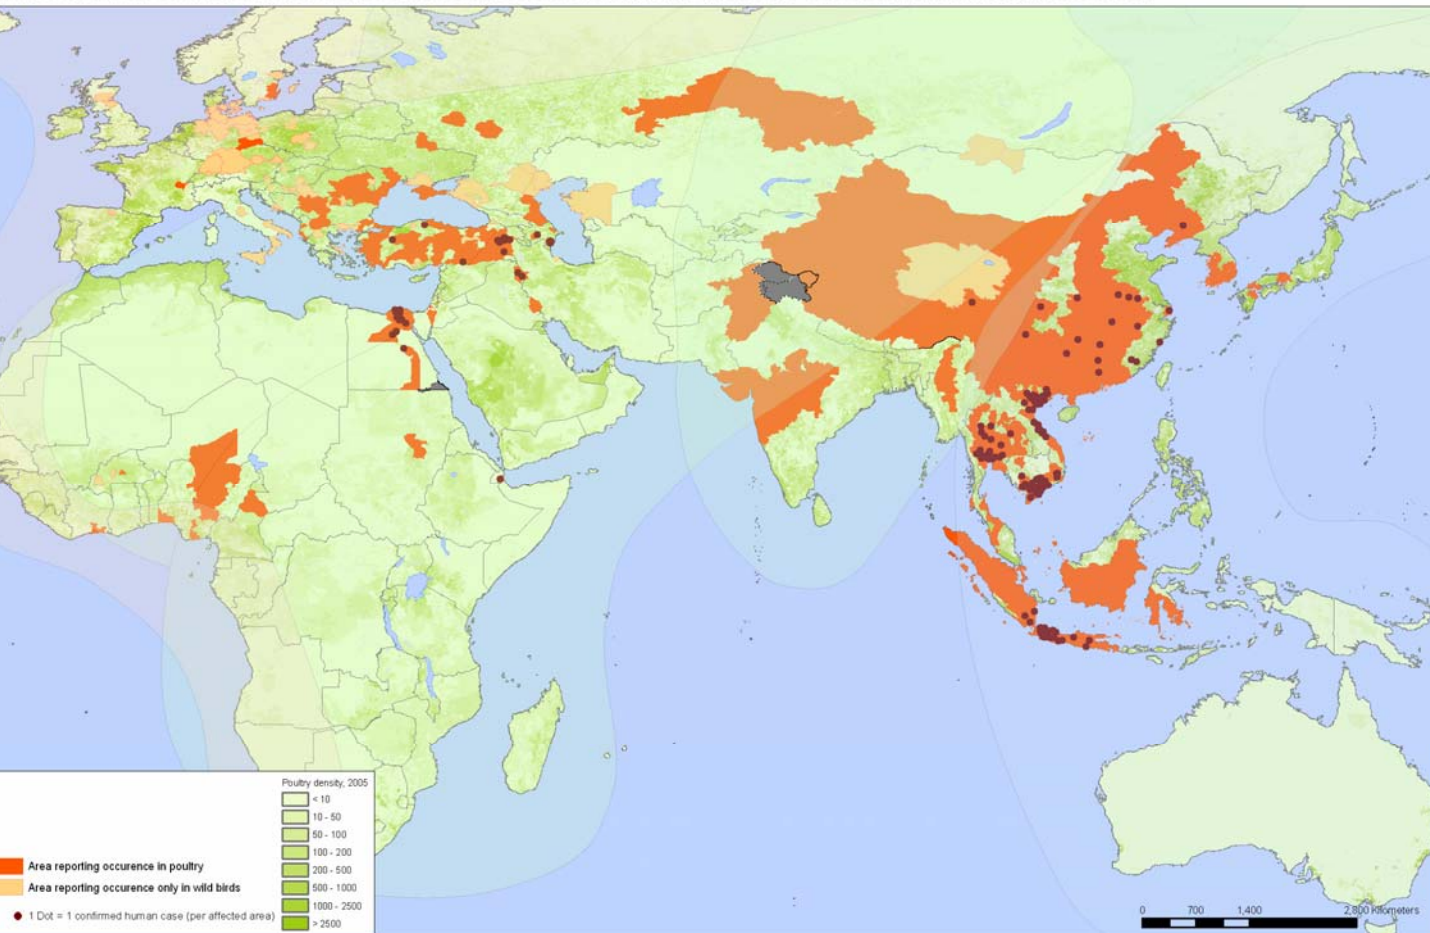 Poultry density, 2005
< 10
10 - 50
50 - 100
100 - 200
200 - 500
500 - 1000
1000 - 2500
> 2500
Area reporting occurence in poultry
Area reporting occurence only in wild birds
1 Dot = 1 confirmed human case (per affected area)
0 700 1,400 2,800 Kilometers